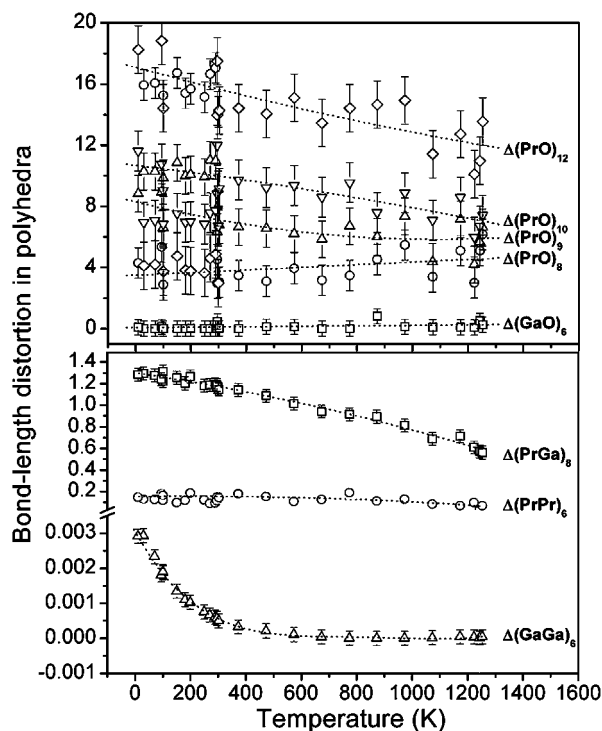 Bond-length distortion in polyhedra
20
16
12
8
4
0
Δ(PrO)12
Δ(PrO)10
Δ(PrO)9
Δ(PrO)8
Δ(GaO)6
1.4
1.2
1.0
0.8
0.6
0.4
0.2
0.003
0.002
0.001
0.000
-0.001
Δ(PrGa)8
Δ(PrPr)6
Δ(GaGa)6
0 200 400 600 800 1000 1200 1400 1600
Temperature (K)